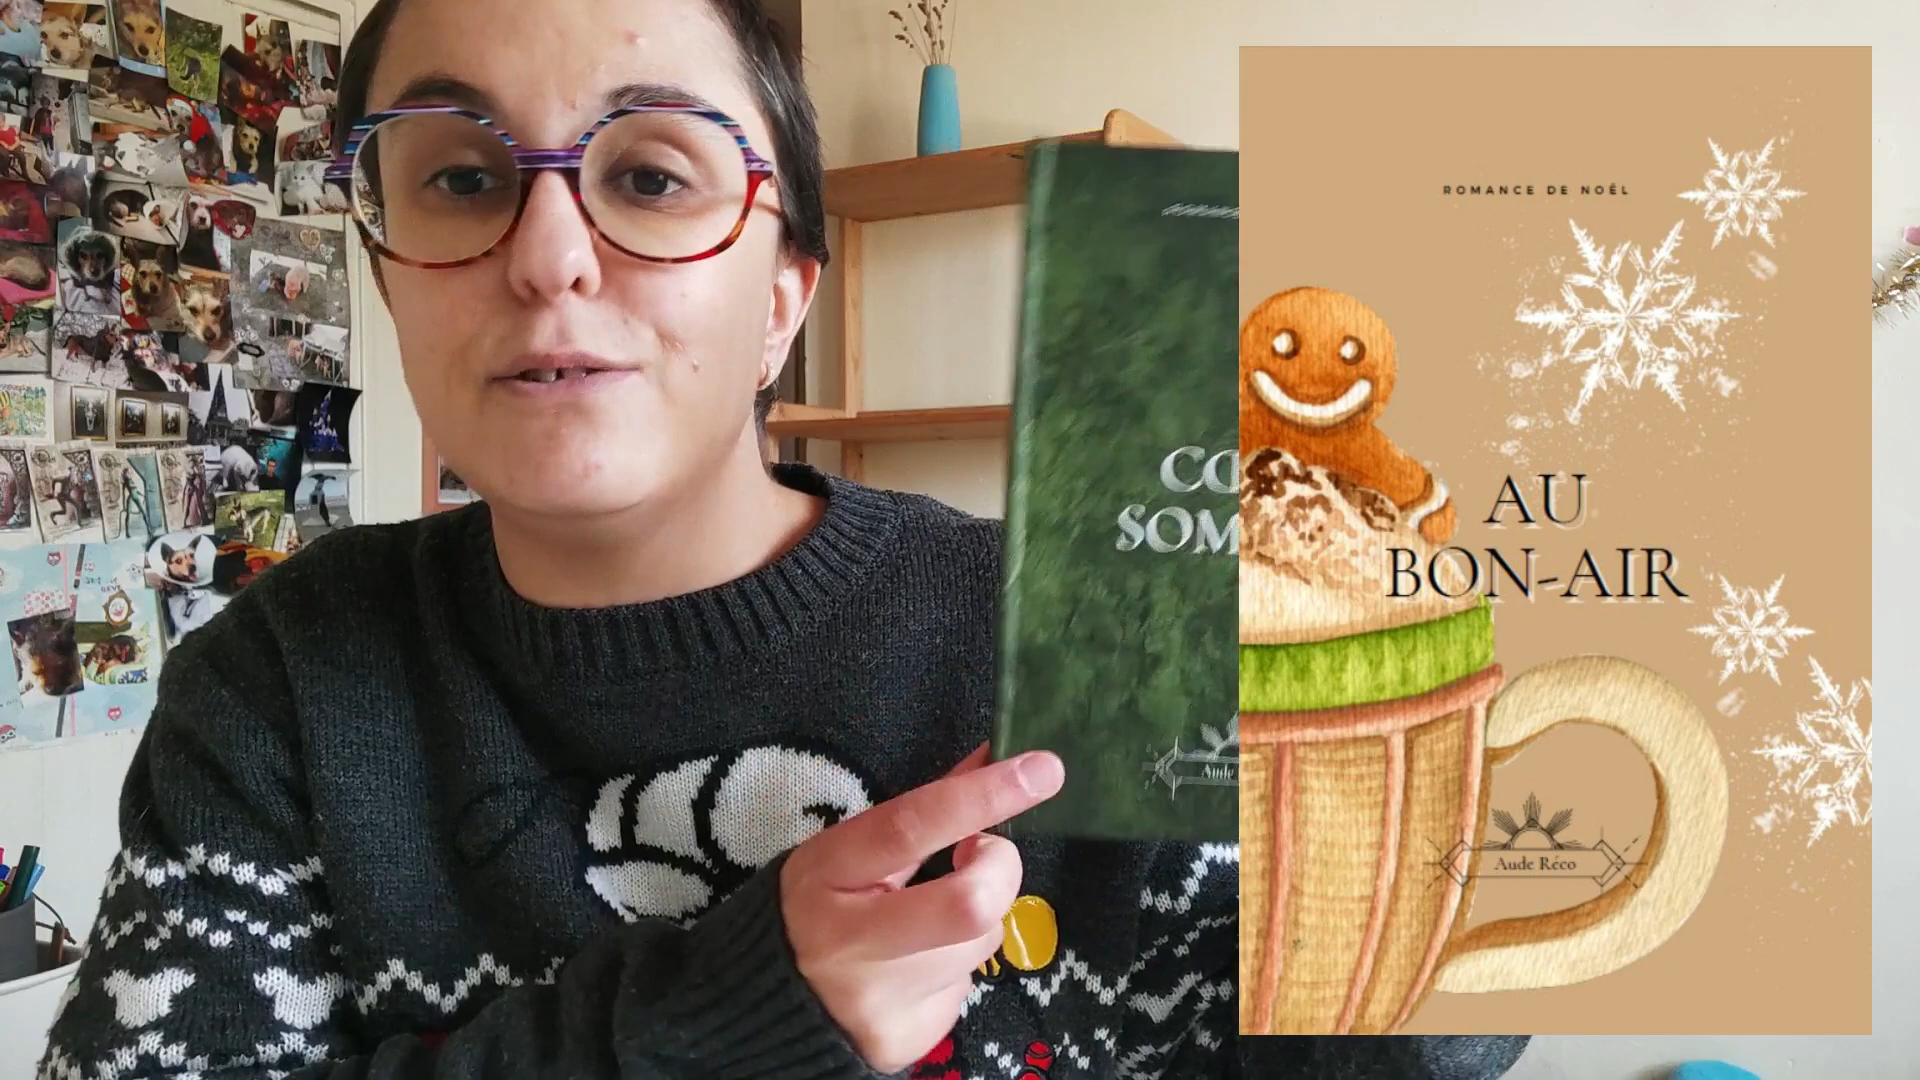 CO
SOM
Aude
ROMANCE DE NOËL
AU
BON-AIR
Aude Réco